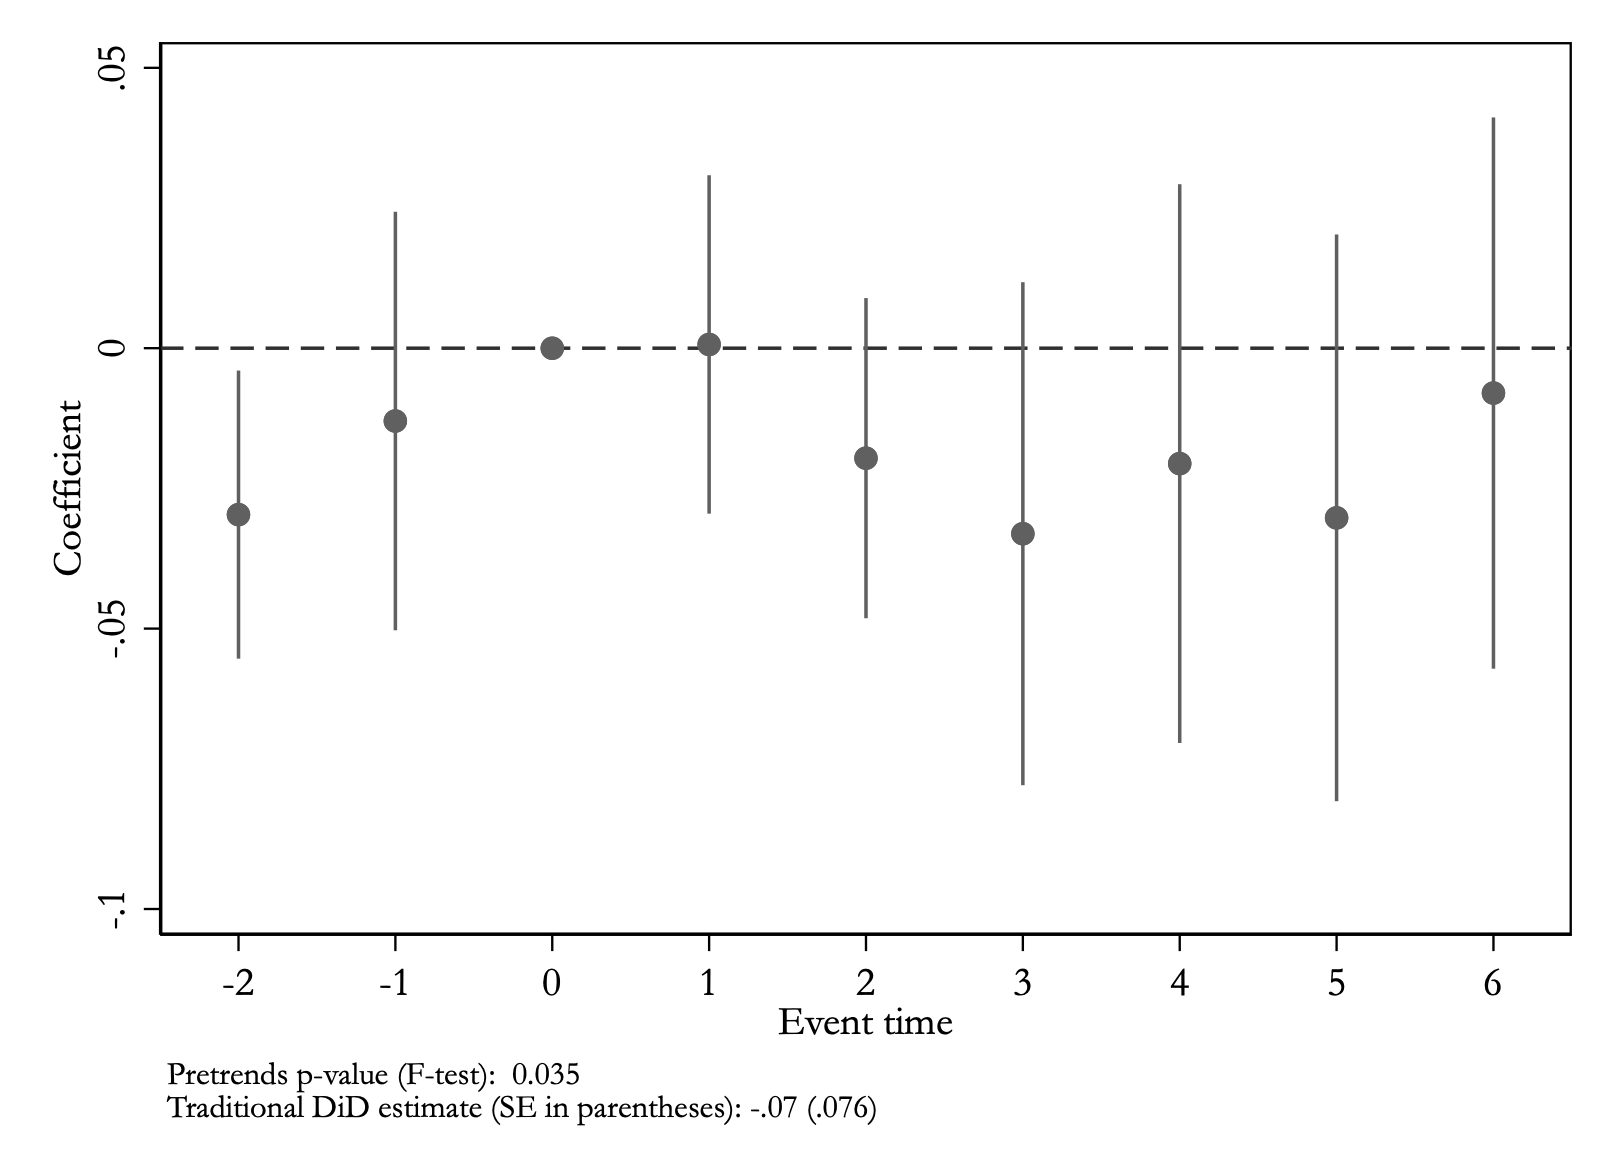 .05
0
-.05
-.1
Coefficient
-2 -1 0 1 2 3 4 5 6
Event time
Pretrends p-value (F-test): 0.035
Traditional DiD estimate (SE in parentheses): -.07 (.076)